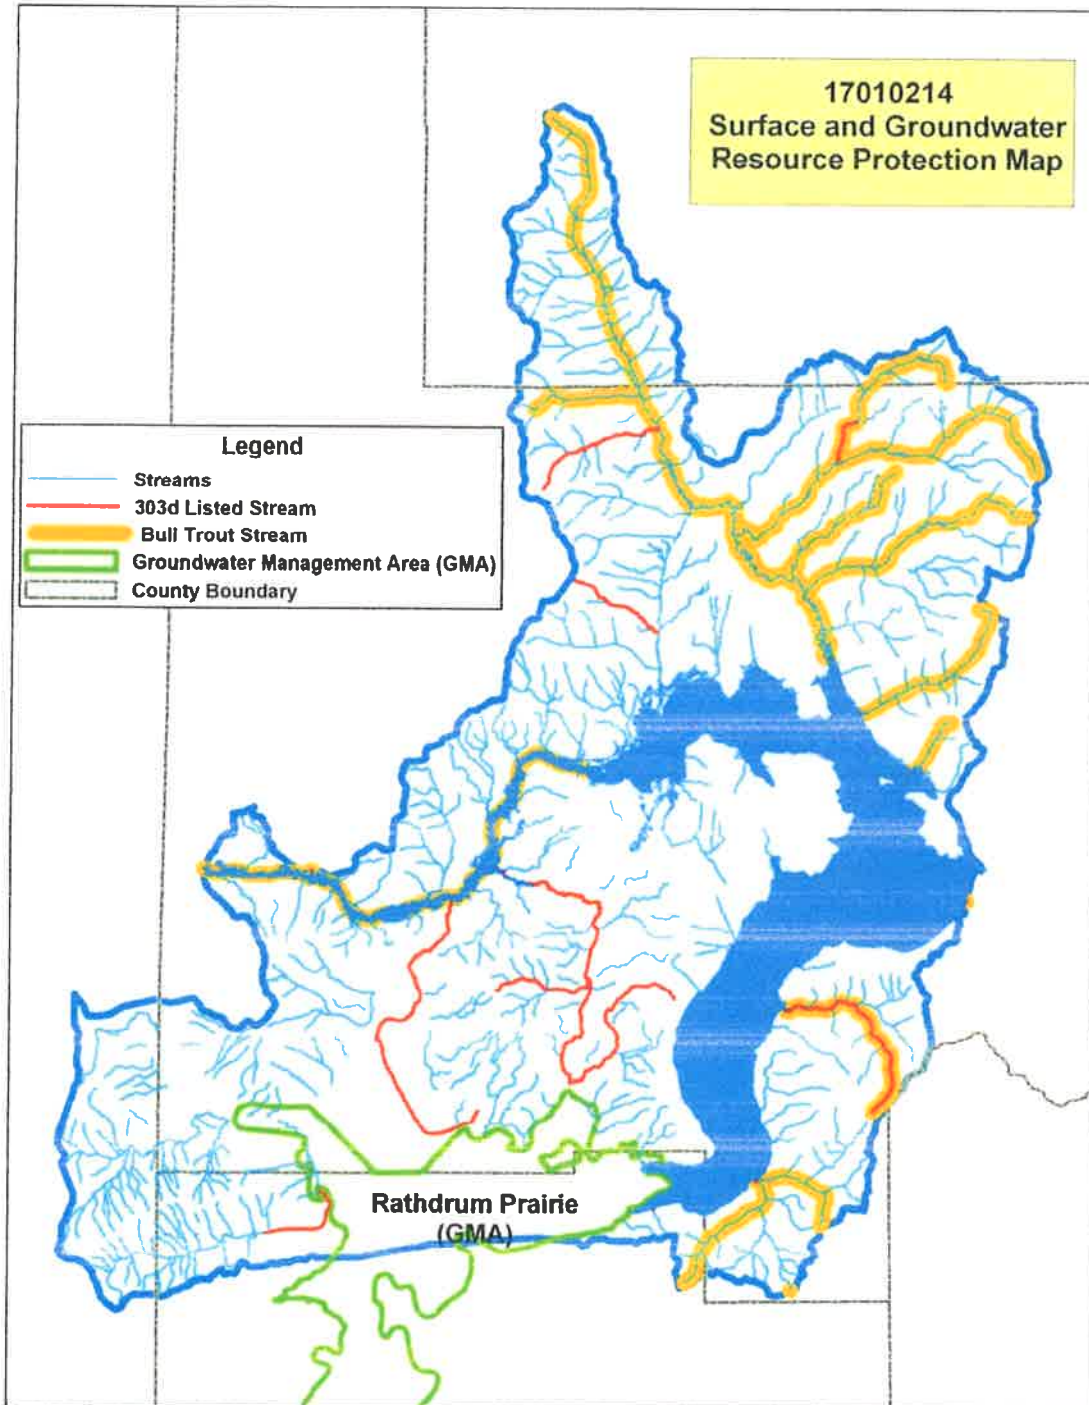 17010214
Surface and Groundwater
Resource Protection Map
Legend
Streams
303d Listed Stream
Bull Trout Stream
Groundwater Management Area (GMA)
County Boundary
Rathdrum Prairie
(GMA)